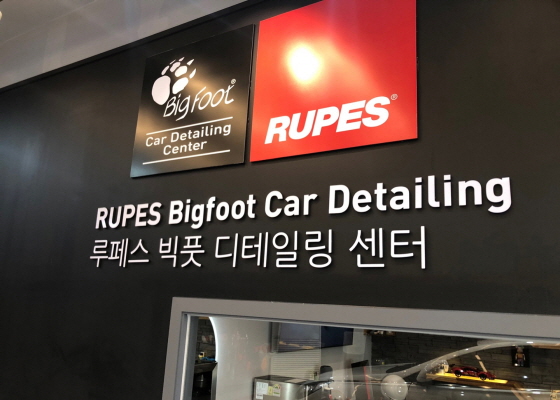 Bigfoot®
Car Detailing
Center
RUPES®
RUPES Bigfoot Car Detailing
루페스 빅풋 디테일링 센터